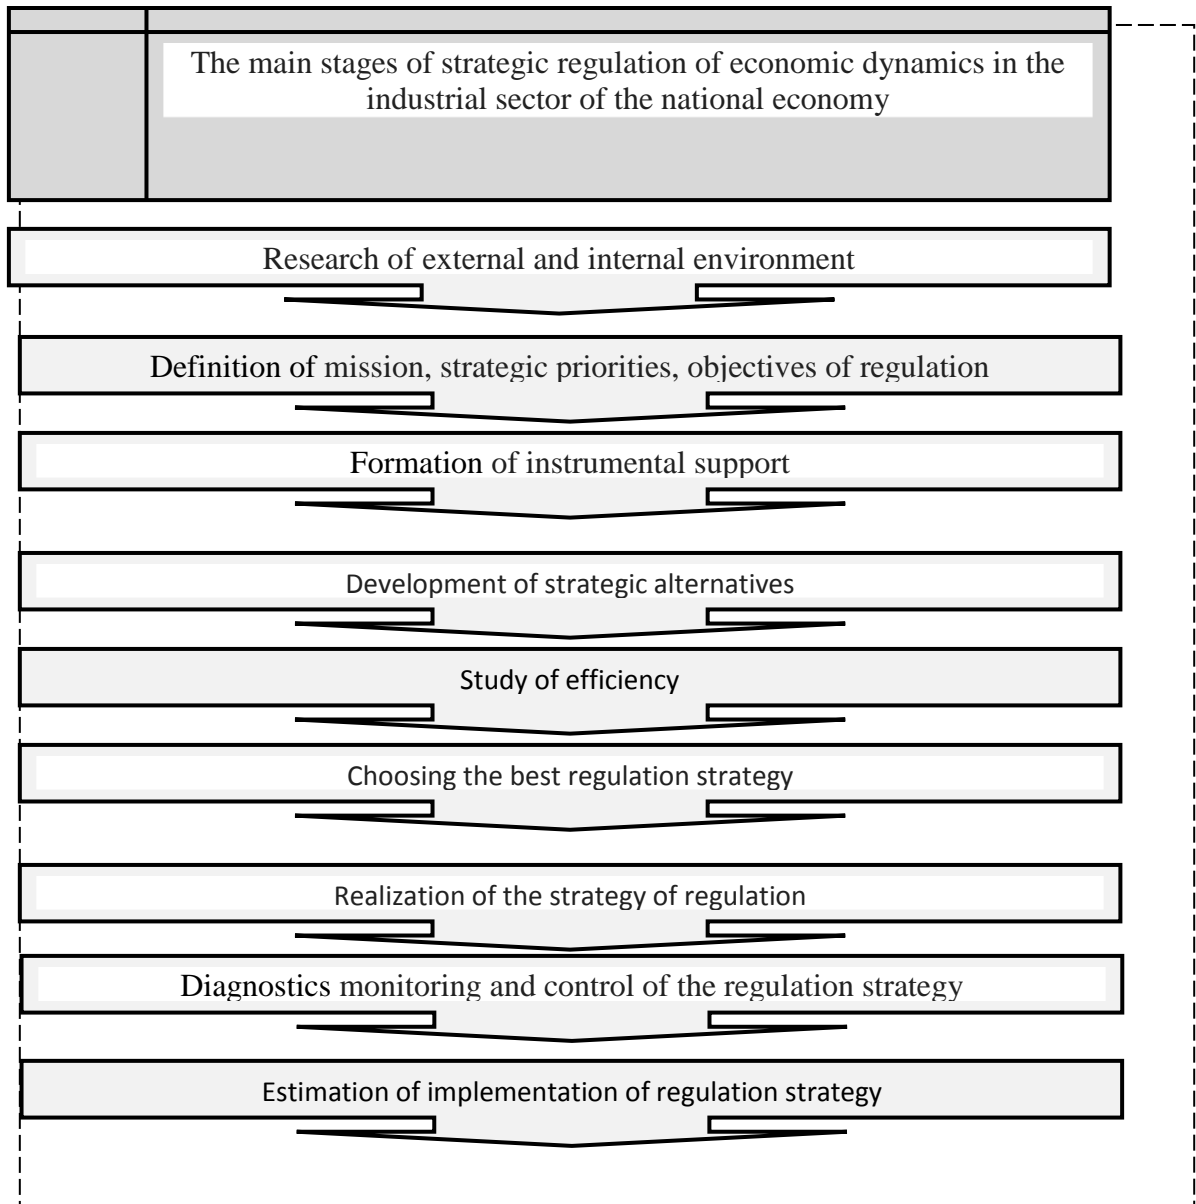 The main stages of strategic regulation of economic dynamics in the
industrial sector of the national economy
Research of external and internal environment
Definition of mission, strategic priorities, objectives of regulation
Formation of instrumental support
Development of strategic alternatives
Study of efficiency
Choosing the best regulation strategy
Realization of the strategy of regulation
Diagnostics monitoring and control of the regulation strategy
Estimation of implementation of regulation strategy